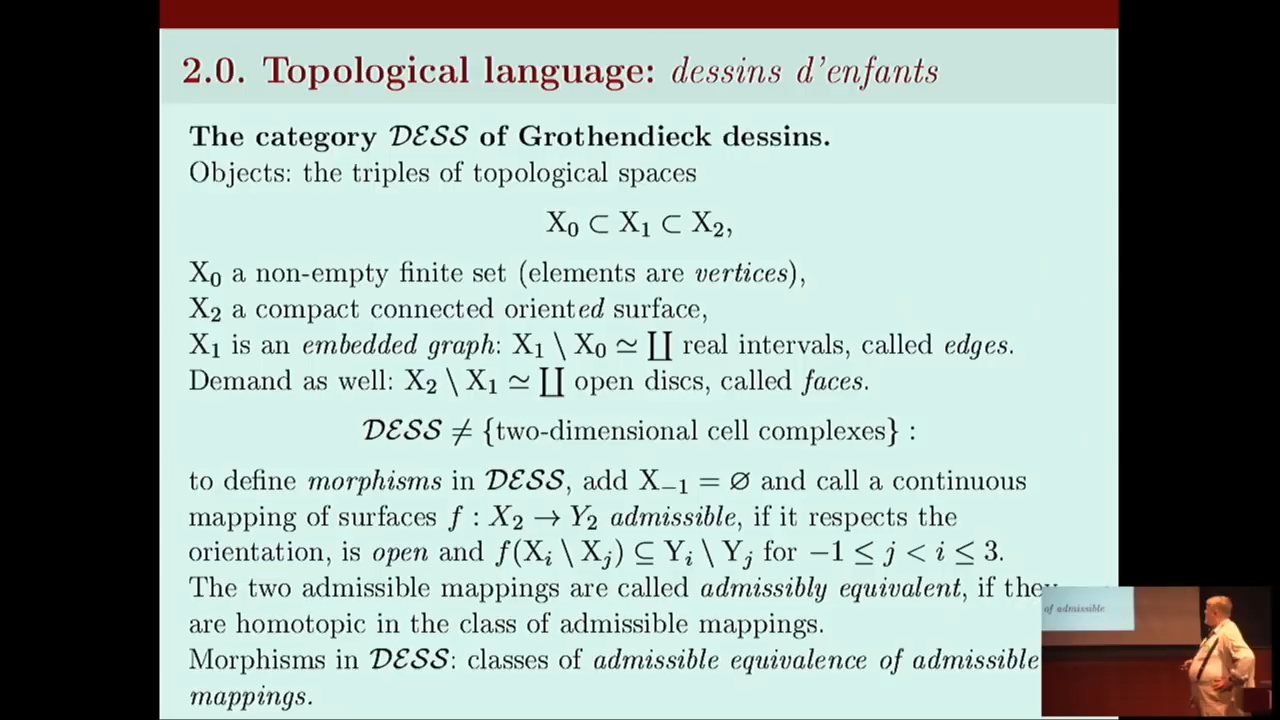 2.0. Topological language: dessins d'enfants
The category 𝒟ℰ𝒮𝒮 of Grothendieck dessins.
Objects: the triples of topological spaces
X₀ ⊂ X₁ ⊂ X₂,
X₀ a non-empty finite set (elements are vertices),
X₂ a compact connected oriented surface,
X₁ is an embedded graph: X₁ \ X₀ ≃ ∐ real intervals, called edges.
Demand as well: X₂ \ X₁ ≃ ∐ open discs, called faces.
𝒟ℰ𝒮𝒮 ≠ {two-dimensional cell complexes} :
to define morphisms in 𝒟ℰ𝒮𝒮, add X₋₁ = ∅ and call a continuous
mapping of surfaces f : X₂ → Y₂ admissible, if it respects the
orientation, is open and f(Xᵢ \ Xⱼ) ⊆ Yᵢ \ Yⱼ for −1 ≤ j < i ≤ 3.
The two admissible mappings are called admissibly equivalent, if they
are homotopic in the class of admissible mappings.
Morphisms in 𝒟ℰ𝒮𝒮: classes of admissible equivalence of admissible
mappings.
of admissible